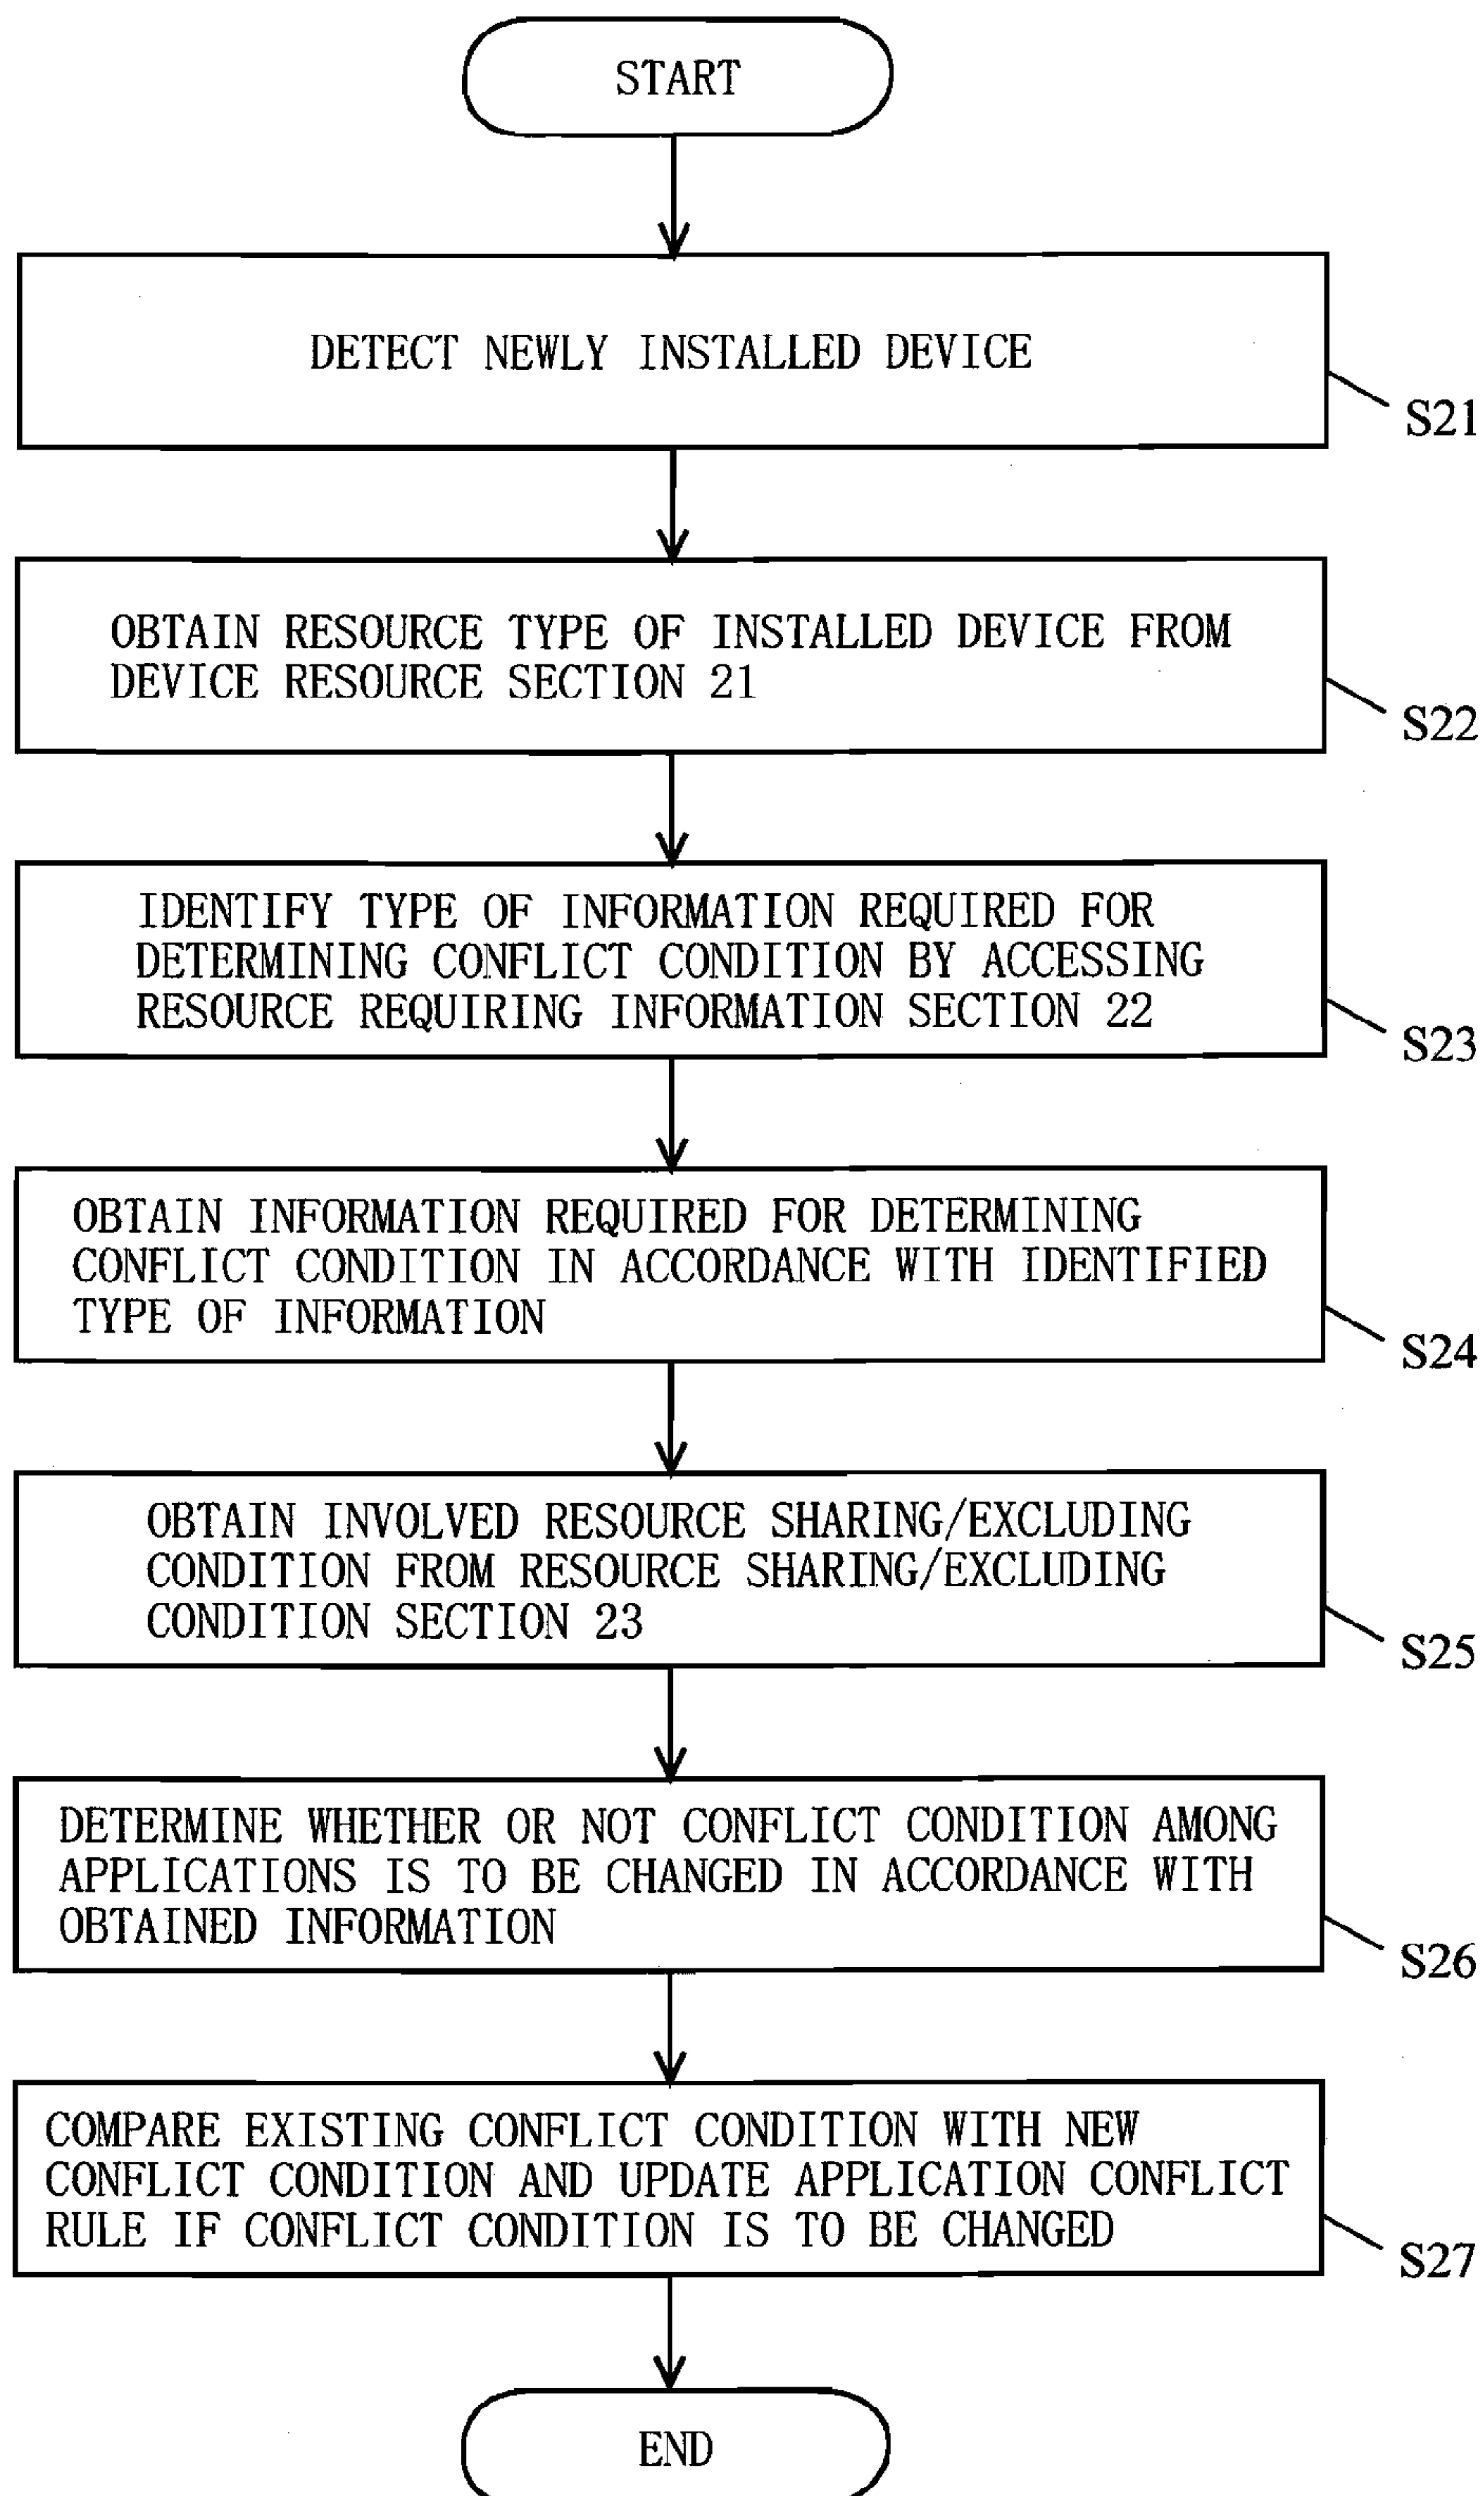 START
DETECT NEWLY INSTALLED DEVICE
S21
OBTAIN RESOURCE TYPE OF INSTALLED DEVICE FROM
DEVICE RESOURCE SECTION 21
S22
IDENTIFY TYPE OF INFORMATION REQUIRED FOR
DETERMINING CONFLICT CONDITION BY ACCESSING
RESOURCE REQUIRING INFORMATION SECTION 22
S23
OBTAIN INFORMATION REQUIRED FOR DETERMINING
CONFLICT CONDITION IN ACCORDANCE WITH IDENTIFIED
TYPE OF INFORMATION
S24
OBTAIN INVOLVED RESOURCE SHARING/EXCLUDING
CONDITION FROM RESOURCE SHARING/EXCLUDING
CONDITION SECTION 23
S25
DETERMINE WHETHER OR NOT CONFLICT CONDITION AMONG
APPLICATIONS IS TO BE CHANGED IN ACCORDANCE WITH
OBTAINED INFORMATION
S26
COMPARE EXISTING CONFLICT CONDITION WITH NEW
CONFLICT CONDITION AND UPDATE APPLICATION CONFLICT
RULE IF CONFLICT CONDITION IS TO BE CHANGED
S27
END